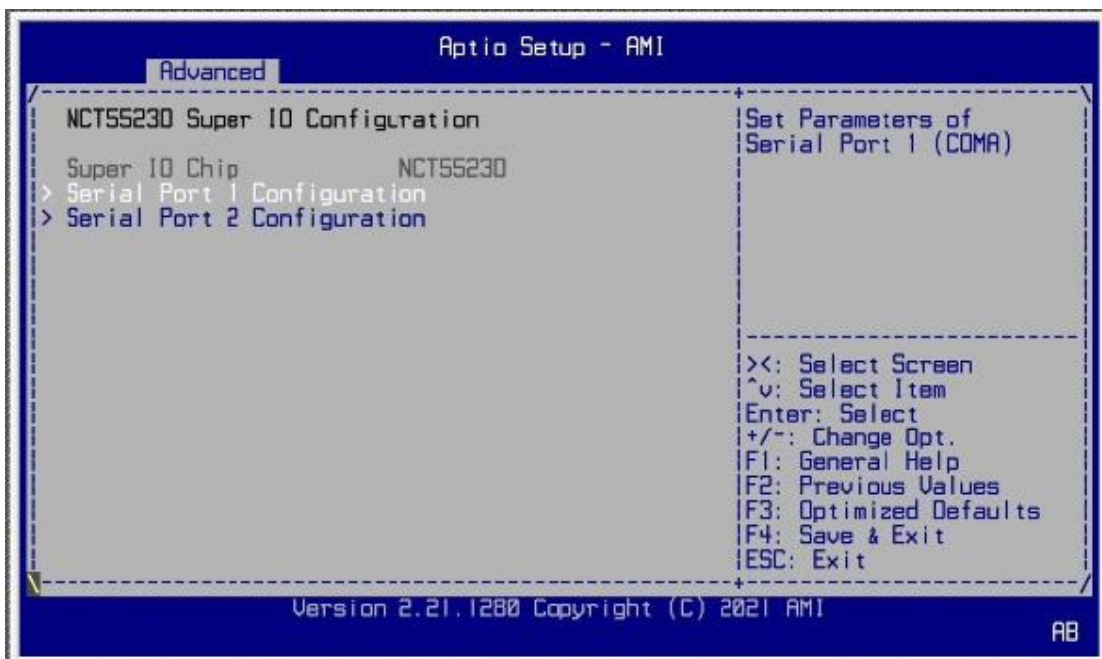 Aptio Setup - AMI
Advanced
NCT5523D Super IO Configuration
Super IO Chip NCT5523D
> Serial Port 1 Configuration
> Serial Port 2 Configuration
Set Parameters of
Serial Port 1 (COMA)
><: Select Screen
^v: Select Item
Enter: Select
+/-: Change Opt.
F1: General Help
F2: Previous Values
F3: Optimized Defaults
F4: Save & Exit
ESC: Exit
Version 2.21.1280 Copyright (C) 2021 AMI
AB